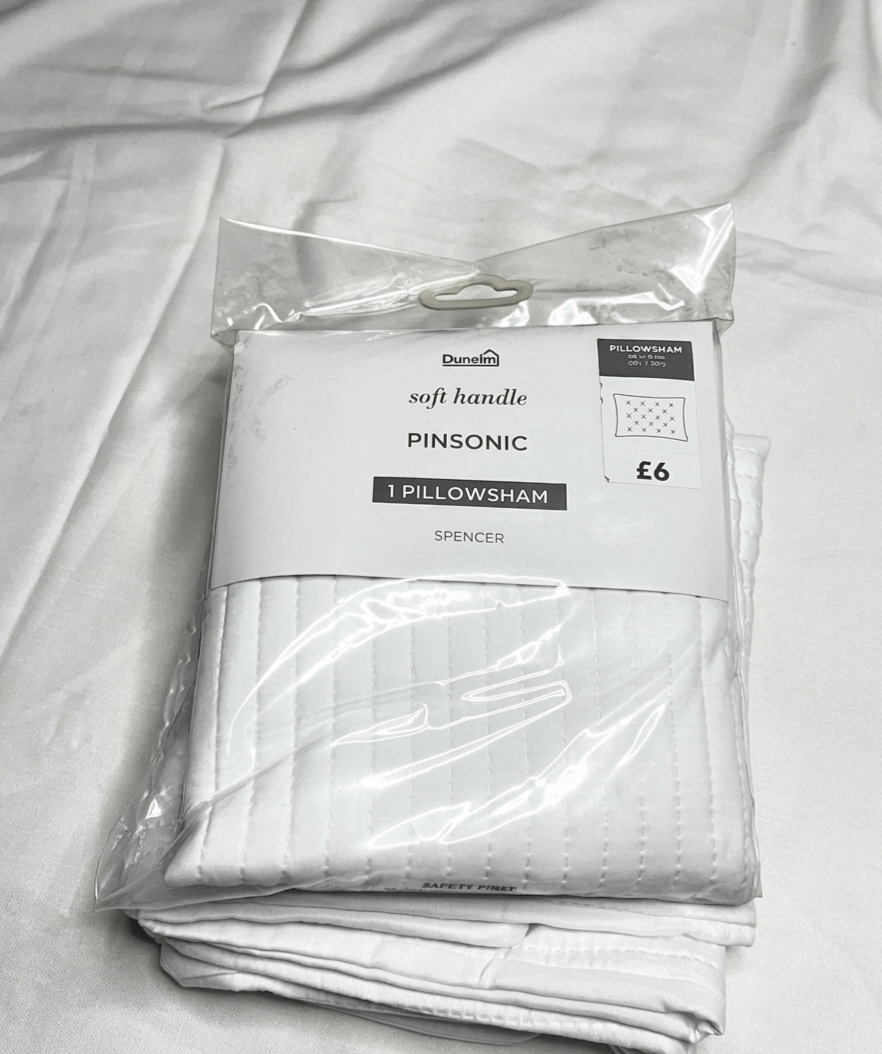 Dunelm
soft handle
PINSONIC
1 PILLOWSHAM
SPENCER
PILLOWSHAM
£6
SAFETY FIRST